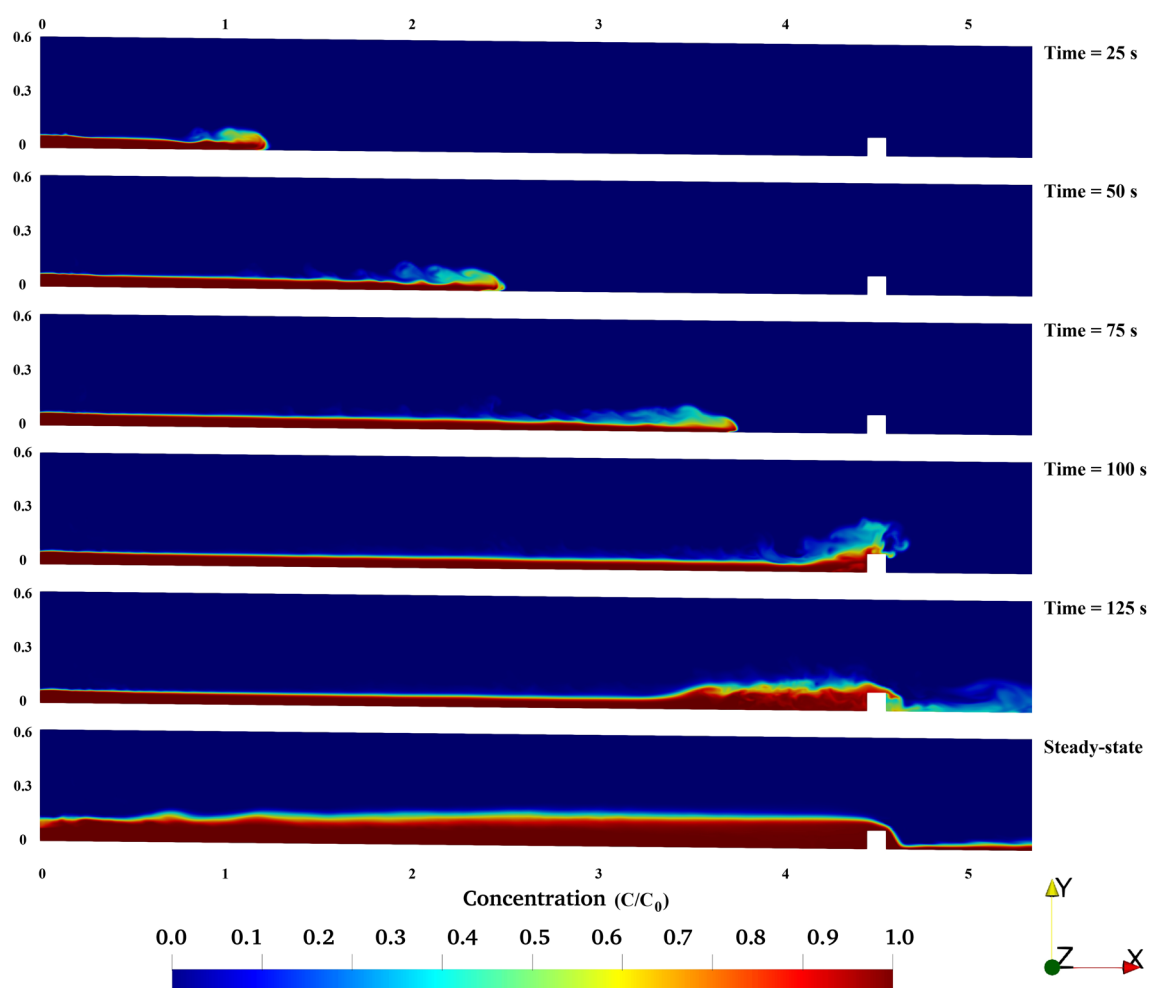 0 1 2 3 4 5
0.6
Time = 25 s
0.3
0
0.6
Time = 50 s
0.3
0
0.6
Time = 75 s
0.3
0
0.6
Time = 100 s
0.3
0
0.6
Time = 125 s
0.3
0
0.6
Steady-state
0.3
0
0 1 2 3 4 5
Concentration (C/C₀)
0.0 0.1 0.2 0.3 0.4 0.5 0.6 0.7 0.8 0.9 1.0
Y
Z X